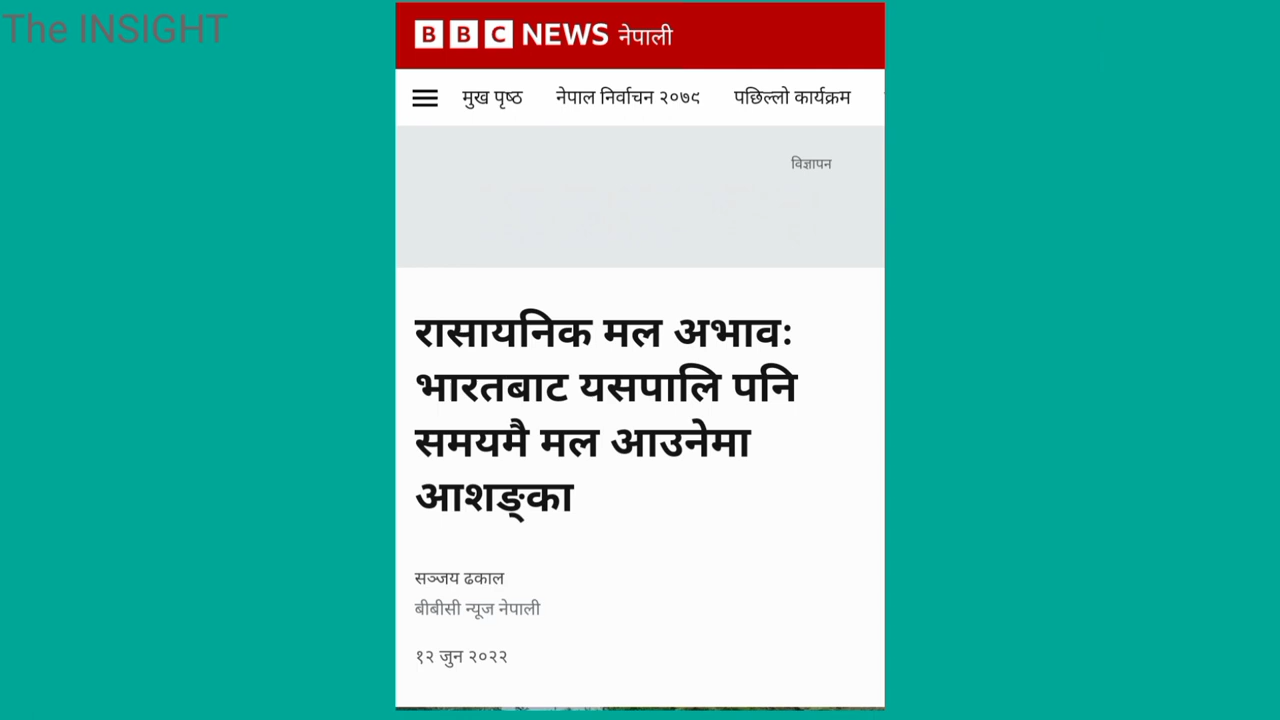 The INSIGHT
BBC NEWS नेपाली
मुख पृष्ठ नेपाल निर्वाचन २०७९ पछिल्लो कार्यक्रम
विज्ञापन
रासायनिक मल अभावः
भारतबाट यसपालि पनि
समयमै मल आउनेमा
आशङ्का
सञ्जय ढकाल
बीबीसी न्यूज नेपाली
१२ जुन २०२२